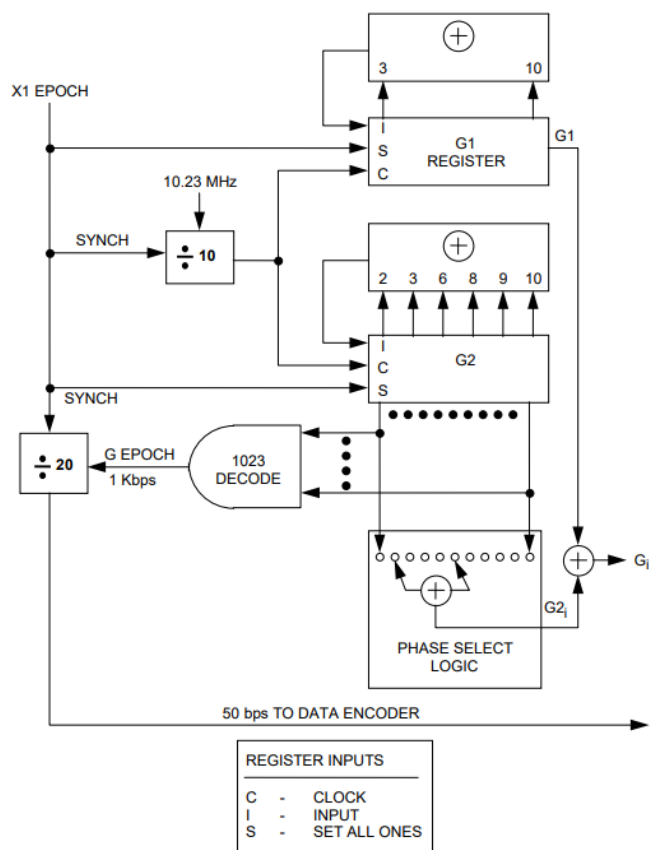 3 10
X1 EPOCH
I
S
C
G1
REGISTER
G1
10.23 MHz
SYNCH
÷ 10
2 3 6 8 9 10
I
C
S
G2
SYNCH
÷ 20
G EPOCH
1 Kbps
1023
DECODE
Gi
G2i
PHASE SELECT
LOGIC
50 bps TO DATA ENCODER
REGISTER INPUTS
C - CLOCK
I - INPUT
S - SET ALL ONES